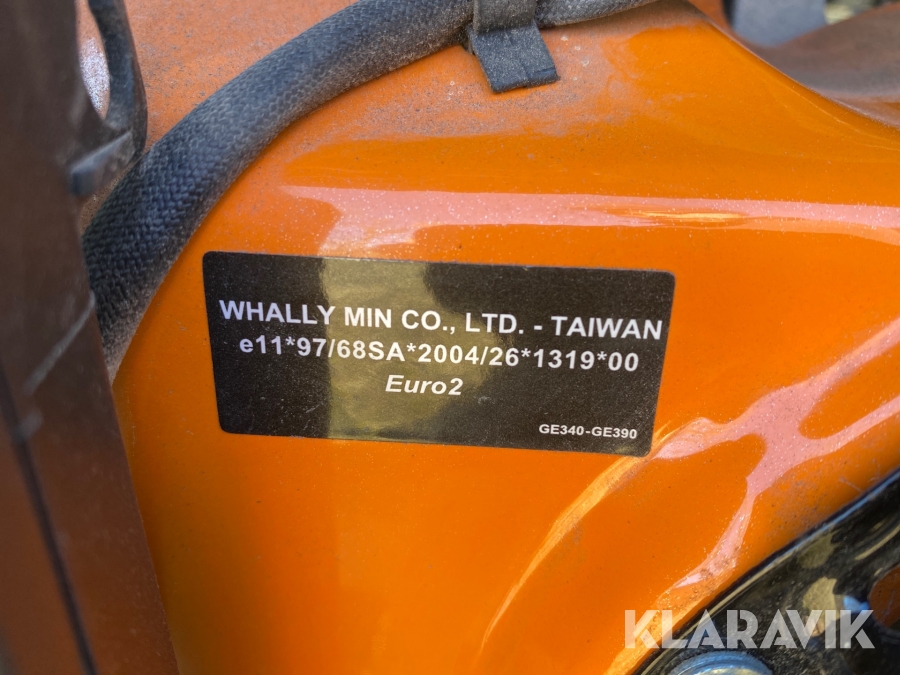 WHALLY MIN CO., LTD. - TAIWAN
e11*97/68SA*2004/26*1319*00
Euro2
GE340-GE390
KLARAVIK